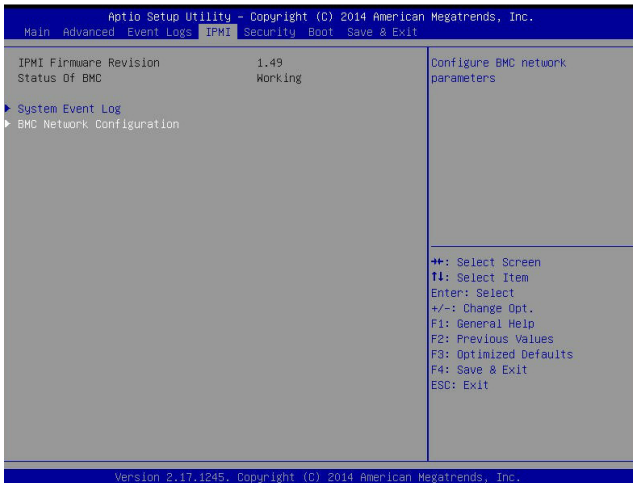 Aptio Setup Utility – Copyright (C) 2014 American Megatrends, Inc.
Main Advanced Event Logs IPMI Security Boot Save & Exit
IPMI Firmware Revision 1.49
Status Of BMC Working
▶ System Event Log
▶ BMC Network Configuration
Configure BMC network
parameters
→←: Select Screen
↑↓: Select Item
Enter: Select
+/-: Change Opt.
F1: General Help
F2: Previous Values
F3: Optimized Defaults
F4: Save & Exit
ESC: Exit
Version 2.17.1245. Copyright (C) 2014 American Megatrends, Inc.